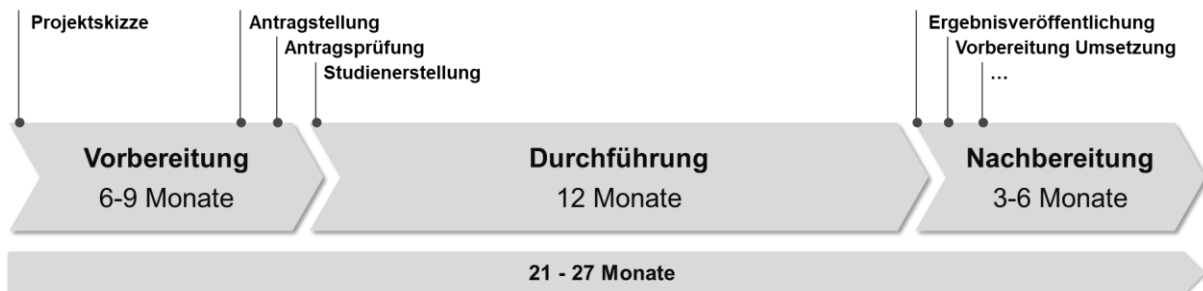 Projektskizze
Antragstellung
Antragsprüfung
Studienerstellung
Ergebnisveröffentlichung
Vorbereitung Umsetzung
...
Vorbereitung
6-9 Monate
Durchführung
12 Monate
Nachbereitung
3-6 Monate
21 - 27 Monate